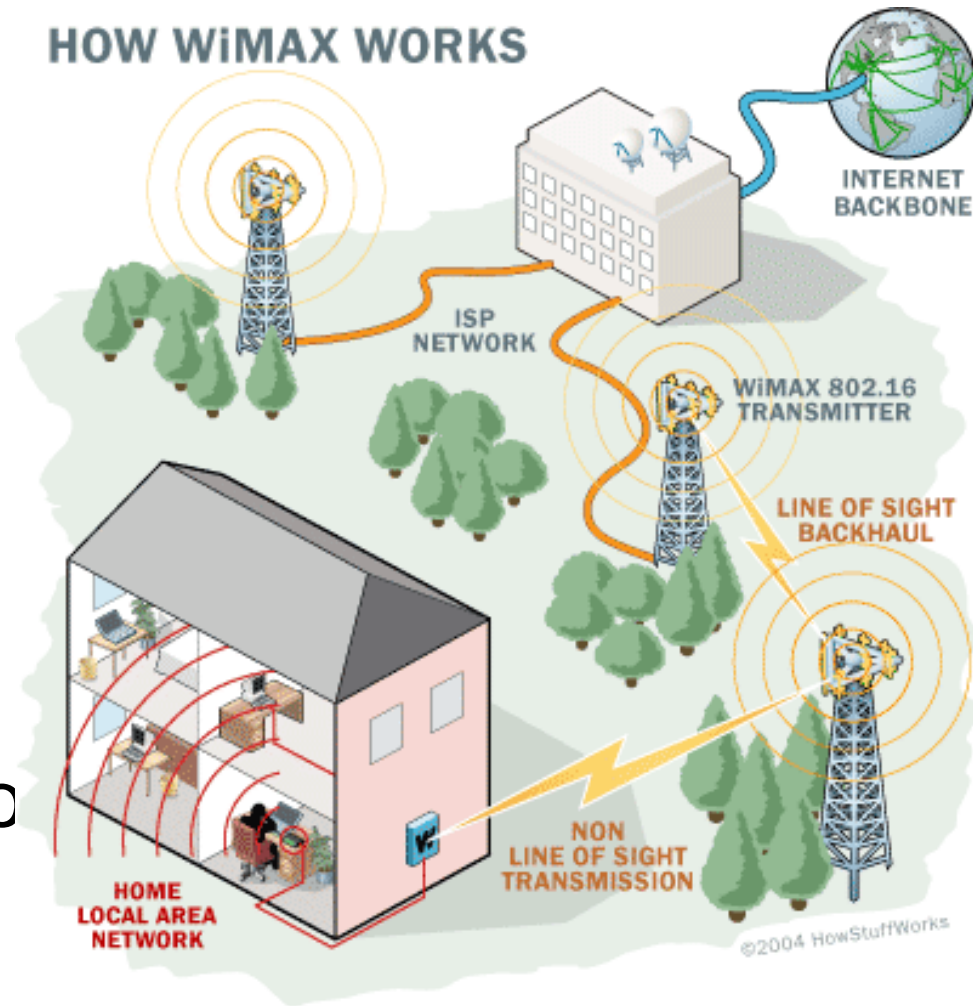 HOW WiMAX WORKS
INTERNET
BACKBONE
ISP
NETWORK
WiMAX 802.16
TRANSMITTER
LINE OF SIGHT
BACKHAUL
NON
LINE OF SIGHT
TRANSMISSION
HOME
LOCAL AREA
NETWORK
©2004 HowStuffWorks